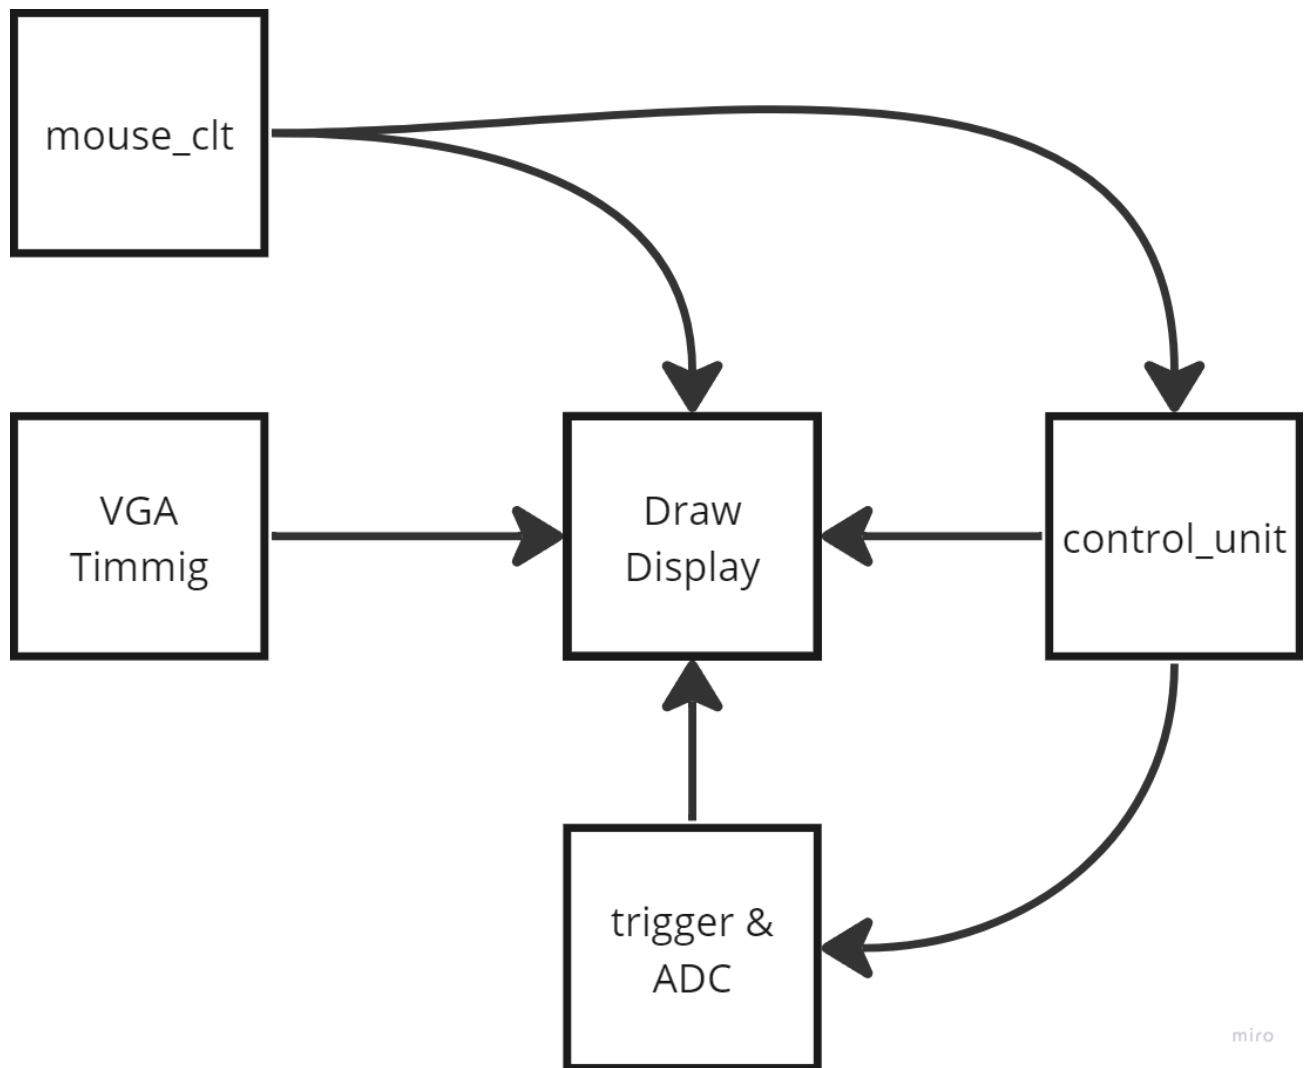 mouse_clt
VGA
Timmig
Draw
Display
control_unit
trigger &
ADC
miro